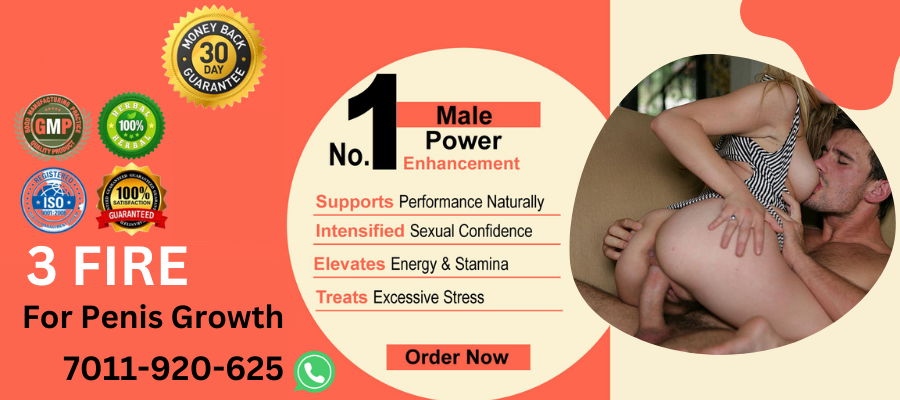 MONEY BACK
30
DAY
GUARANTEE
GOOD MANUFACTURING PRACTICE
GMP
QUALITY PRODUCT
HERBAL
100%
HERBAL
REGISTERED
ISO
9001:2008
100%
SATISFACTION
GUARANTEED
3 FIRE
For Penis Growth
7011-920-625
No.1
Male
Power
Enhancement
Supports Performance Naturally
Intensified Sexual Confidence
Elevates Energy & Stamina
Treats Excessive Stress
Order Now